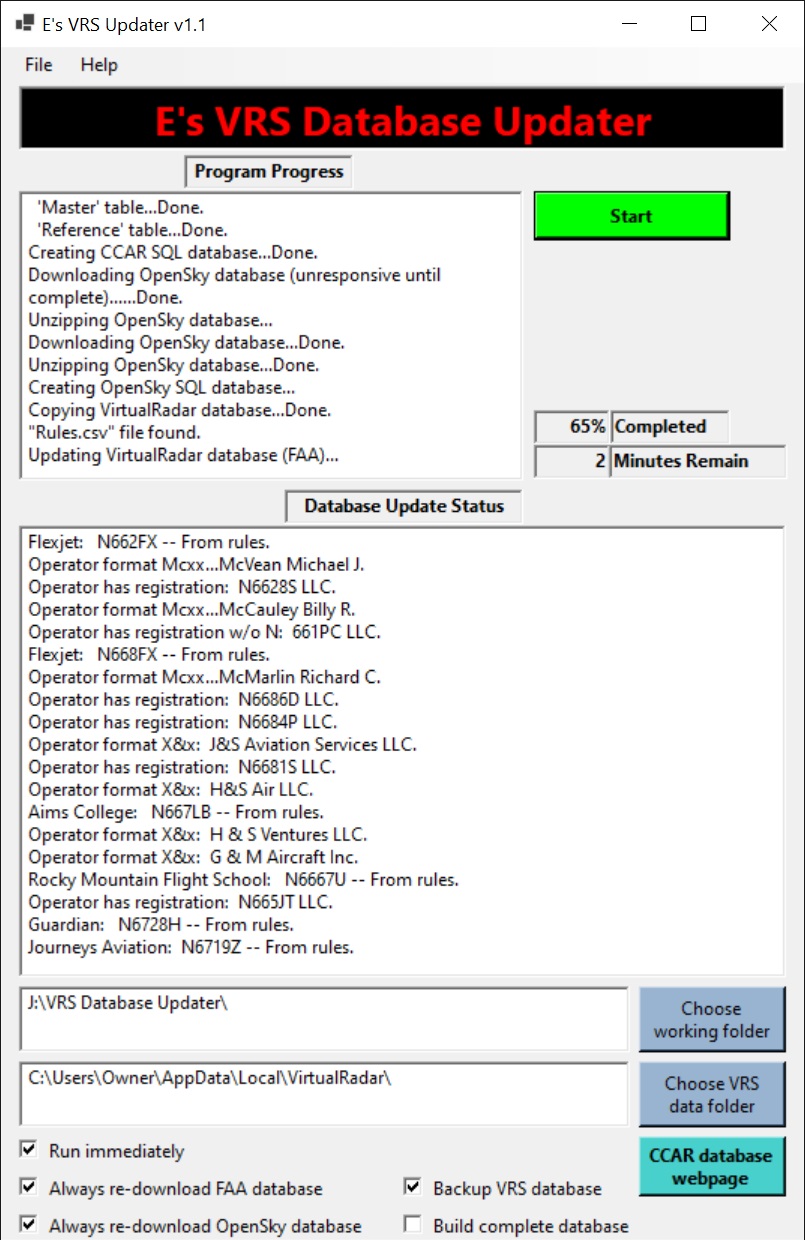 E's VRS Updater v1.1
File Help
E's VRS Database Updater
Program Progress
'Master' table...Done.
'Reference' table...Done.
Creating CCAR SQL database...Done.
Downloading OpenSky database (unresponsive until
complete)......Done.
Unzipping OpenSky database...
Downloading OpenSky database...Done.
Unzipping OpenSky database...Done.
Creating OpenSky SQL database...
Copying VirtualRadar database...Done.
"Rules.csv" file found.
Updating VirtualRadar database (FAA)...
Start
65% Completed
2 Minutes Remain
Database Update Status
Flexjet: N662FX -- From rules.
Operator format Mcxx...McVean Michael J.
Operator has registration: N6628S LLC.
Operator format Mcxx...McCauley Billy R.
Operator has registration w/o N: 661PC LLC.
Flexjet: N668FX -- From rules.
Operator format Mcxx...McMarlin Richard C.
Operator has registration: N6686D LLC.
Operator has registration: N6684P LLC.
Operator format X&x: J&S Aviation Services LLC.
Operator has registration: N6681S LLC.
Operator format X&x: H&S Air LLC.
Aims College: N667LB -- From rules.
Operator format X&x: H & S Ventures LLC.
Operator format X&x: G & M Aircraft Inc.
Rocky Mountain Flight School: N6667U -- From rules.
Operator has registration: N665JT LLC.
Guardian: N6728H -- From rules.
Journeys Aviation: N6719Z -- From rules.
J:\VRS Database Updater\
Choose
working folder
C:\Users\Owner\AppData\Local\VirtualRadar\
Choose VRS
data folder
Run immediately
CCAR database
webpage
Always re-download FAA database
Backup VRS database
Always re-download OpenSky database
Build complete database